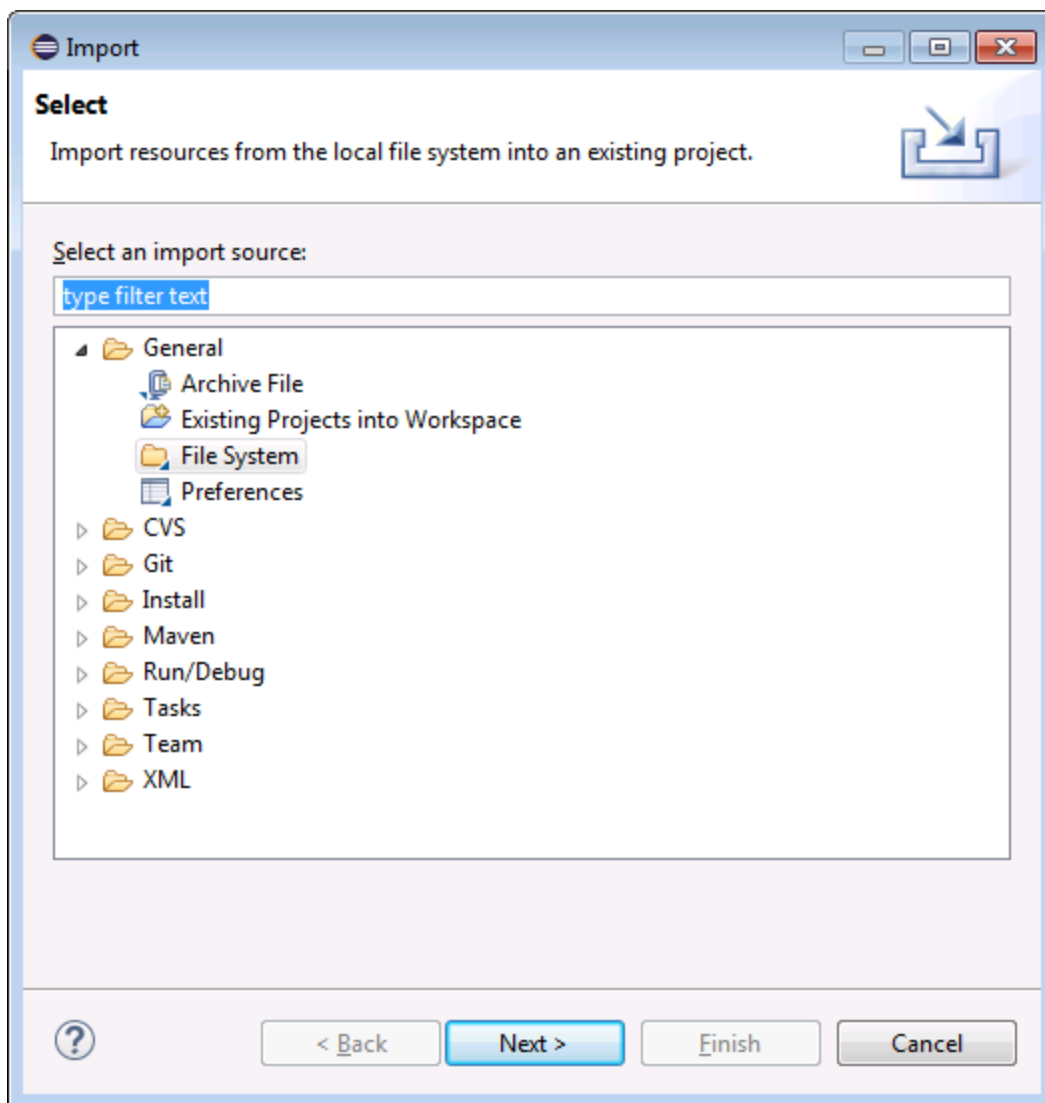 Import
Select
Import resources from the local file system into an existing project.
Select an import source:
type filter text
General
Archive File
Existing Projects into Workspace
File System
Preferences
CVS
Git
Install
Maven
Run/Debug
Tasks
Team
XML
?
< Back
Next >
Finish
Cancel